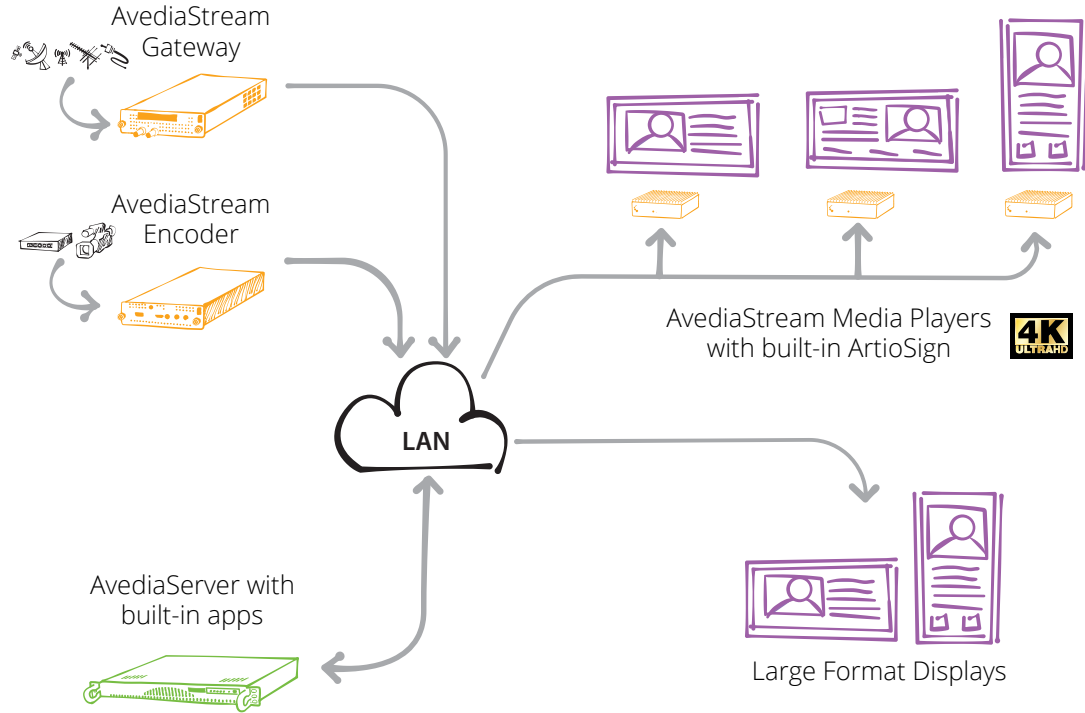 AvediaStream
Gateway
AvediaStream
Encoder
AvediaStream Media Players
with built-in ArtioSign
4K
ULTRAHD
LAN
AvediaServer with
built-in apps
Large Format Displays